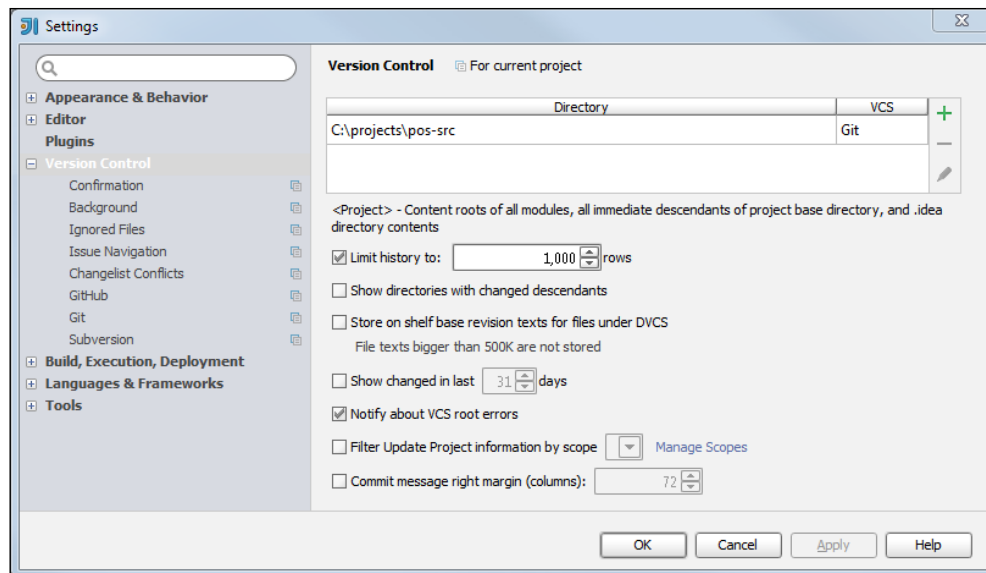 Settings
Appearance & Behavior
Editor
Plugins
Version Control
Confirmation
Background
Ignored Files
Issue Navigation
Changelist Conflicts
GitHub
Git
Subversion
Build, Execution, Deployment
Languages & Frameworks
Tools
Version Control For current project
Directory VCS
C:\projects\pos-src Git
<Project> - Content roots of all modules, all immediate descendants of project base directory, and .idea
directory contents
Limit history to: 1,000 rows
Show directories with changed descendants
Store on shelf base revision texts for files under DVCS
File texts bigger than 500K are not stored
Show changed in last 31 days
Notify about VCS root errors
Filter Update Project information by scope Manage Scopes
Commit message right margin (columns): 72
OK Cancel Apply Help